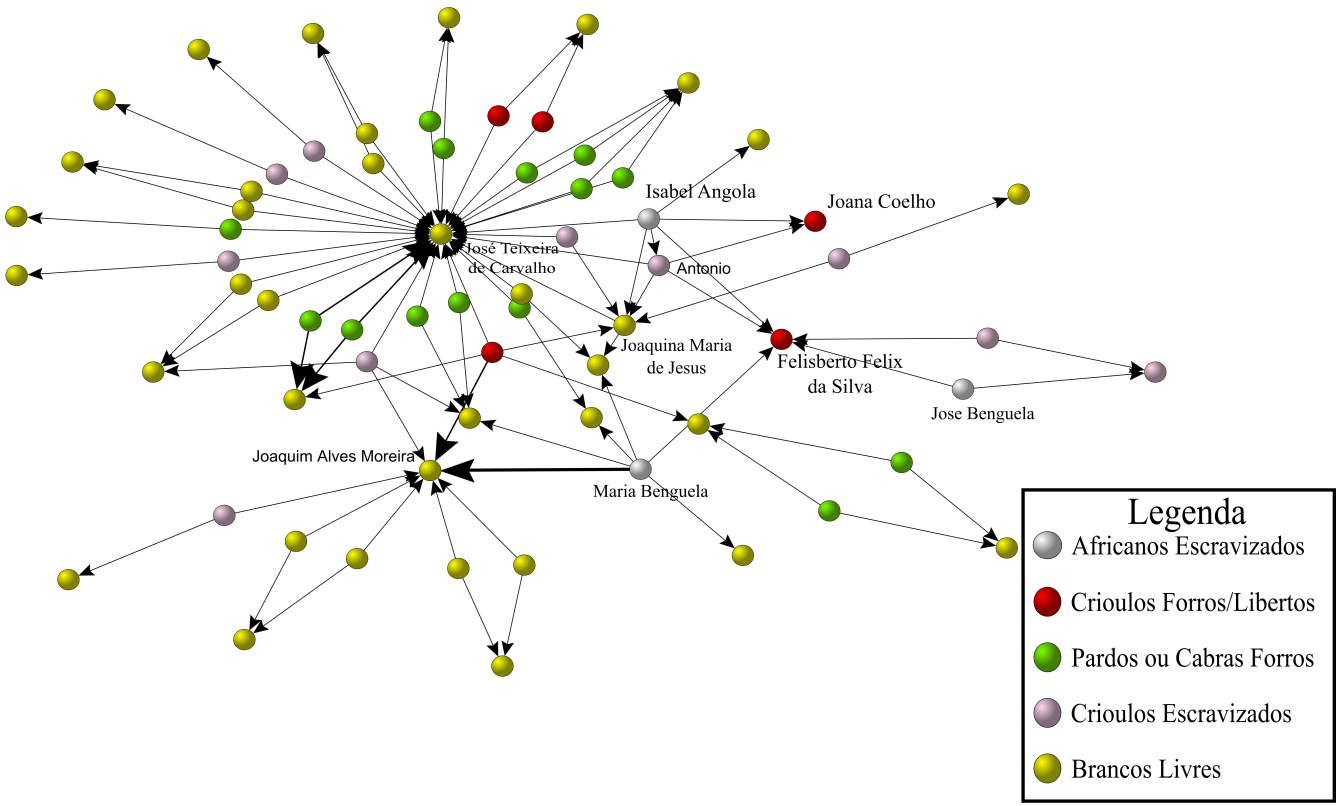 Isabel Angola
Joana Coelho
José Teixeira
de Carvalho
Antonio
Joaquina Maria
de Jesus
Felisberto Felix
da Silva
Jose Benguela
Joaquim Alves Moreira
Maria Benguela
Legenda
Africanos Escravizados
Crioulos Forros/Libertos
Pardos ou Cabras Forros
Crioulos Escravizados
Brancos Livres